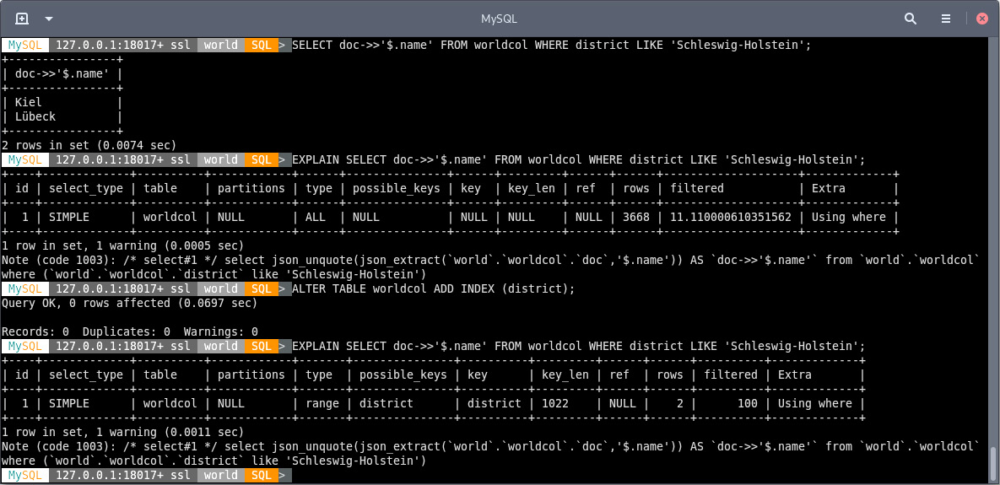 MySQL
MySQL 127.0.0.1:18017+ ssl world SQL > SELECT doc->>'$.name' FROM worldcol WHERE district LIKE 'Schleswig-Holstein';
+----------------+
| doc->>'$.name' |
+----------------+
| Kiel           |
| Lübeck         |
+----------------+
2 rows in set (0.0074 sec)
MySQL 127.0.0.1:18017+ ssl world SQL > EXPLAIN SELECT doc->>'$.name' FROM worldcol WHERE district LIKE 'Schleswig-Holstein';
+----+-------------+----------+------------+------+---------------+------+---------+------+------+--------------------+-------------+
| id | select_type | table    | partitions | type | possible_keys | key  | key_len | ref  | rows | filtered           | Extra       |
+----+-------------+----------+------------+------+---------------+------+---------+------+------+--------------------+-------------+
|  1 | SIMPLE      | worldcol | NULL       | ALL  | NULL          | NULL | NULL    | NULL | 3668 | 11.110000610351562 | Using where |
+----+-------------+----------+------------+------+---------------+------+---------+------+------+--------------------+-------------+
1 row in set, 1 warning (0.0005 sec)
Note (code 1003): /* select#1 */ select json_unquote(json_extract(`world`.`worldcol`.`doc`,'$.name')) AS `doc->>'$.name'` from `world`.`worldcol`
where (`world`.`worldcol`.`district` like 'Schleswig-Holstein')
MySQL 127.0.0.1:18017+ ssl world SQL > ALTER TABLE worldcol ADD INDEX (district);
Query OK, 0 rows affected (0.0697 sec)
Records: 0  Duplicates: 0  Warnings: 0
MySQL 127.0.0.1:18017+ ssl world SQL > EXPLAIN SELECT doc->>'$.name' FROM worldcol WHERE district LIKE 'Schleswig-Holstein';
+----+-------------+----------+------------+-------+---------------+----------+---------+------+------+----------+-------------+
| id | select_type | table    | partitions | type  | possible_keys | key      | key_len | ref  | rows | filtered | Extra       |
+----+-------------+----------+------------+-------+---------------+----------+---------+------+------+----------+-------------+
|  1 | SIMPLE      | worldcol | NULL       | range | district      | district | 1022    | NULL |    2 |      100 | Using where |
+----+-------------+----------+------------+-------+---------------+----------+---------+------+------+----------+-------------+
1 row in set, 1 warning (0.0011 sec)
Note (code 1003): /* select#1 */ select json_unquote(json_extract(`world`.`worldcol`.`doc`,'$.name')) AS `doc->>'$.name'` from `world`.`worldcol`
where (`world`.`worldcol`.`district` like 'Schleswig-Holstein')
MySQL 127.0.0.1:18017+ ssl world SQL >